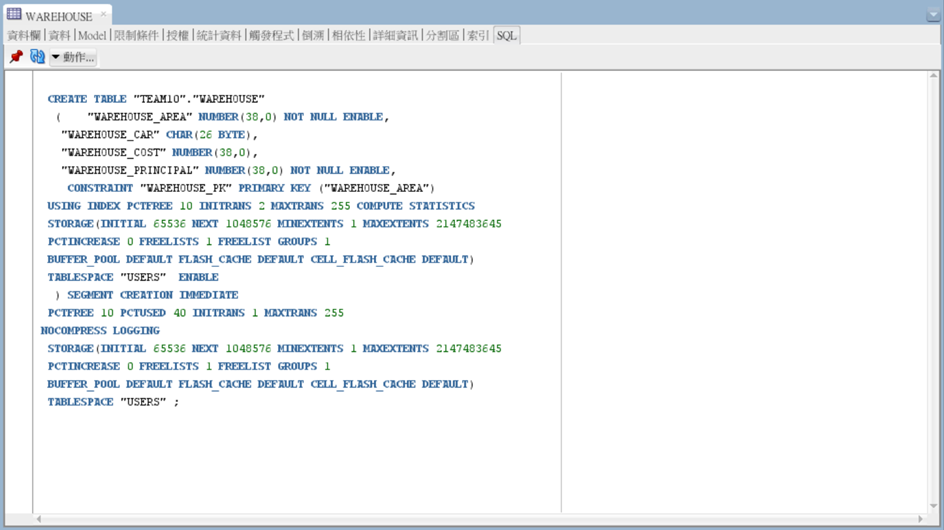 WAREHOUSE
資料欄 | 資料 | Model | 限制條件 | 授權 | 統計資料 | 觸發程式 | 倒溯 | 相依性 | 詳細資訊 | 分割區 | 索引 | SQL
動作...
CREATE TABLE "TEAM10"."WAREHOUSE"
( "WAREHOUSE_AREA" NUMBER(38,0) NOT NULL ENABLE,
"WAREHOUSE_CAR" CHAR(26 BYTE),
"WAREHOUSE_COST" NUMBER(38,0),
"WAREHOUSE_PRINCIPAL" NUMBER(38,0) NOT NULL ENABLE,
CONSTRAINT "WAREHOUSE_PK" PRIMARY KEY ("WAREHOUSE_AREA")
USING INDEX PCTFREE 10 INITRANS 2 MAXTRANS 255 COMPUTE STATISTICS
STORAGE(INITIAL 65536 NEXT 1048576 MINEXTENTS 1 MAXEXTENTS 2147483645
PCTINCREASE 0 FREELISTS 1 FREELIST GROUPS 1
BUFFER_POOL DEFAULT FLASH_CACHE DEFAULT CELL_FLASH_CACHE DEFAULT)
TABLESPACE "USERS" ENABLE
) SEGMENT CREATION IMMEDIATE
PCTFREE 10 PCTUSED 40 INITRANS 1 MAXTRANS 255
NOCOMPRESS LOGGING
STORAGE(INITIAL 65536 NEXT 1048576 MINEXTENTS 1 MAXEXTENTS 2147483645
PCTINCREASE 0 FREELISTS 1 FREELIST GROUPS 1
BUFFER_POOL DEFAULT FLASH_CACHE DEFAULT CELL_FLASH_CACHE DEFAULT)
TABLESPACE "USERS" ;